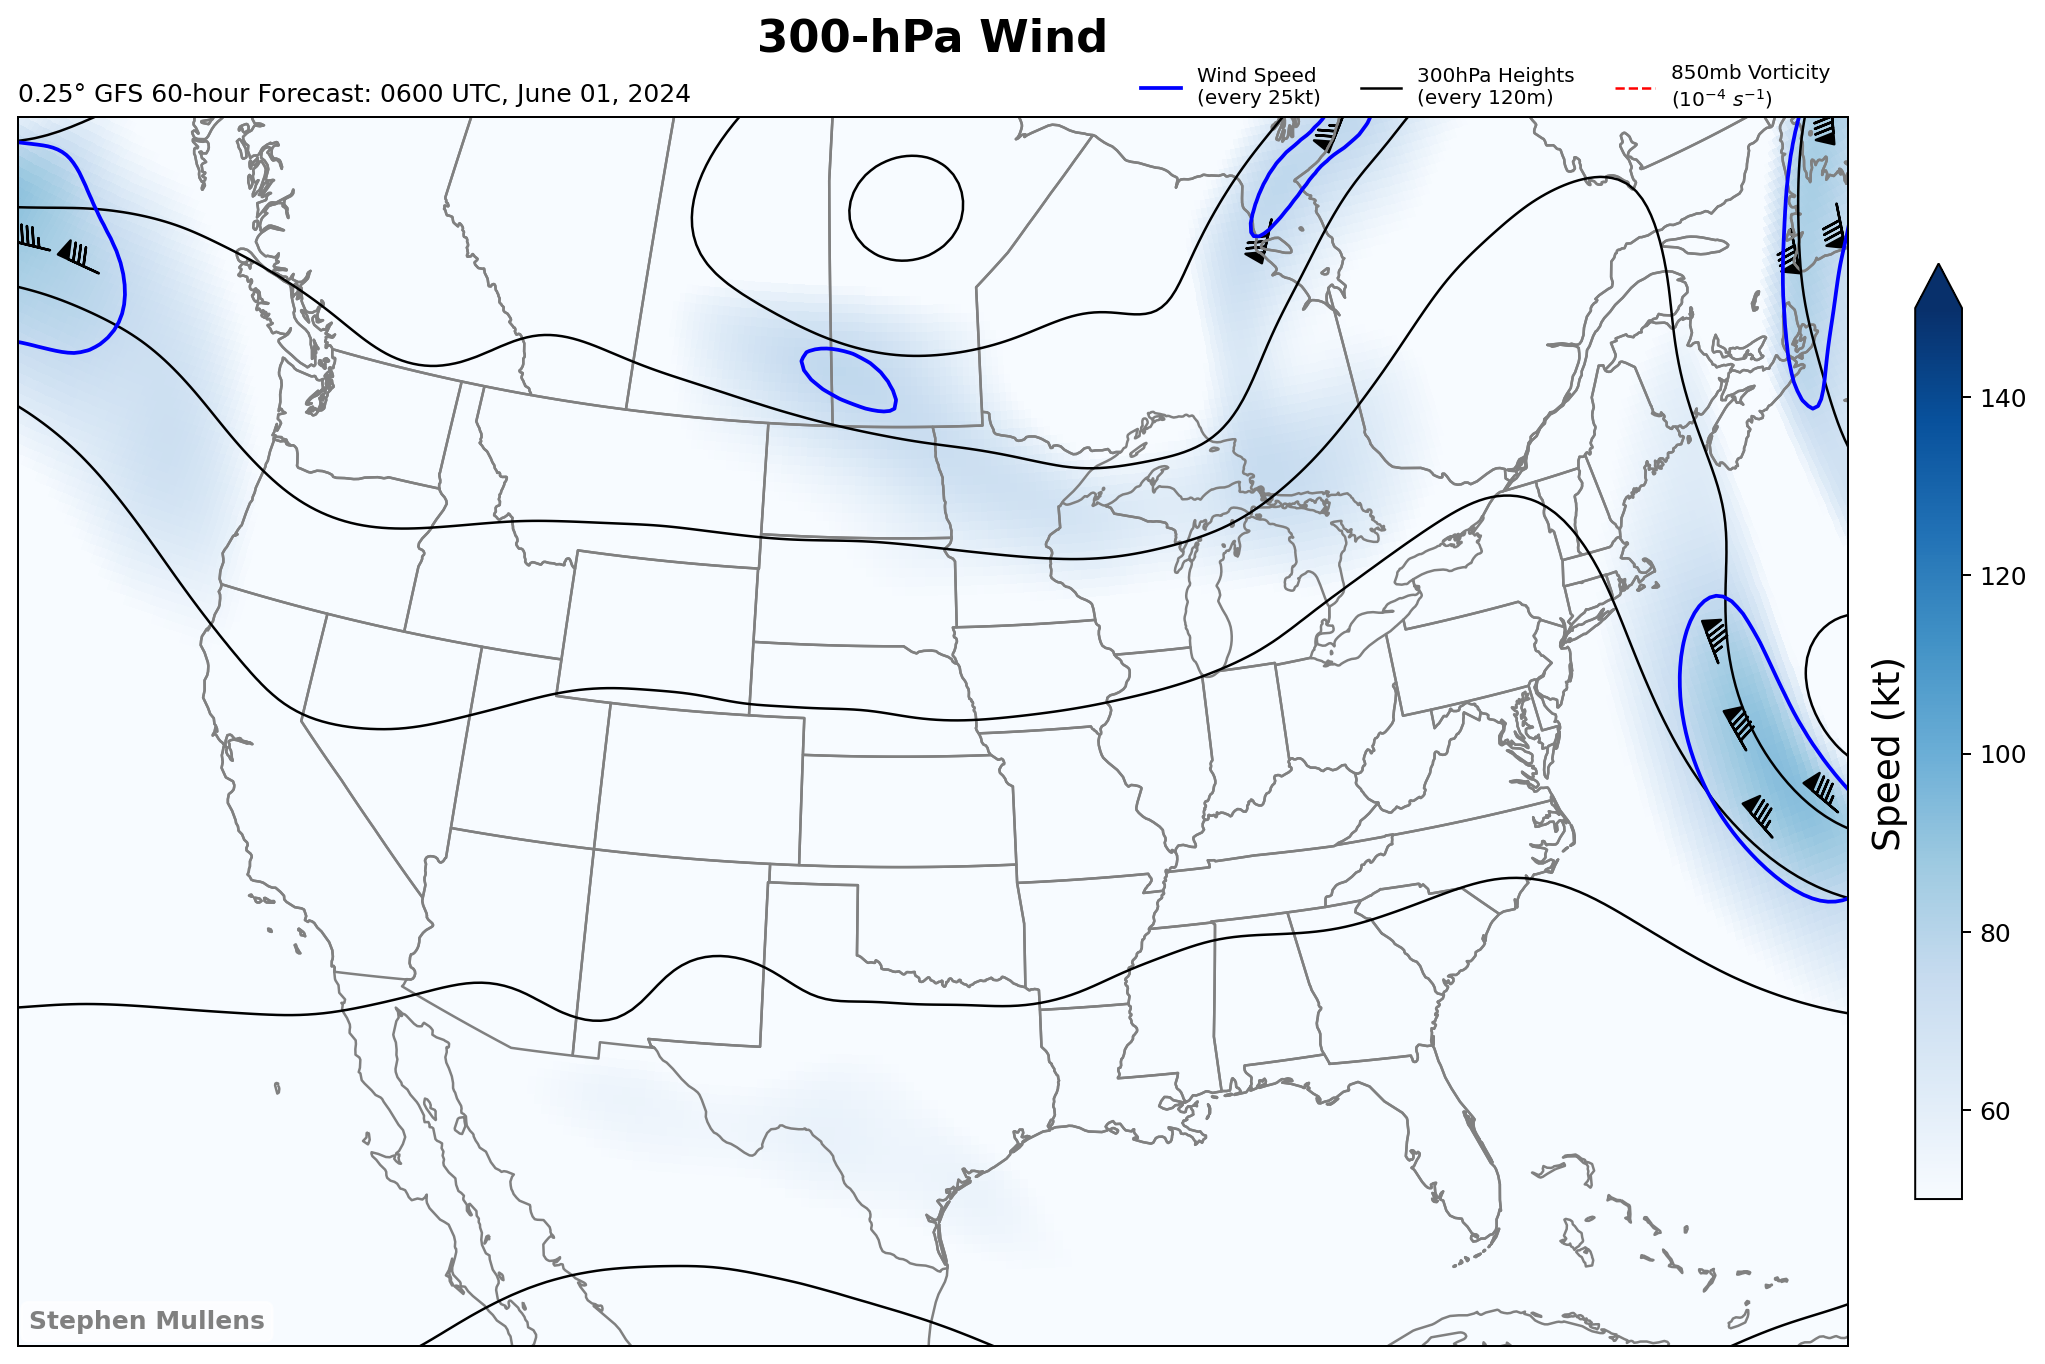 300-hPa Wind
0.25° GFS 60-hour Forecast: 0600 UTC, June 01, 2024
Wind Speed
(every 25kt)
300hPa Heights
(every 120m)
850mb Vorticity
(10⁻⁴ s⁻¹)
140
120
100
80
60
Speed (kt)
Stephen Mullens